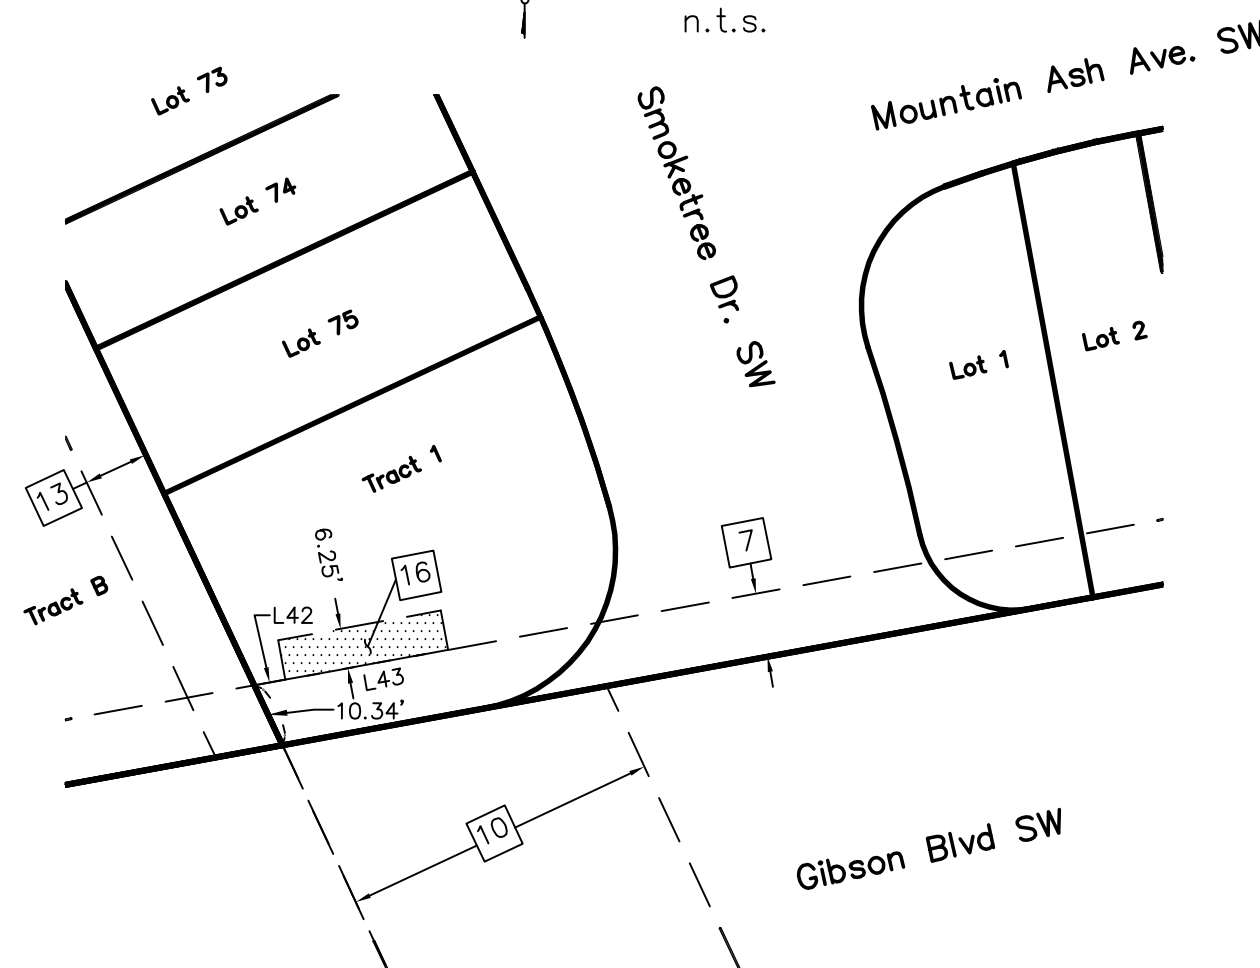 n.t.s.
Mountain Ash Ave. SW
Lot 73
Smoketree Dr. SW
Lot 74
Lot 75
Lot 1
Lot 2
Tract 1
13
6.25'
16
7
Tract B
L42
L43
10.34'
10
Gibson Blvd SW